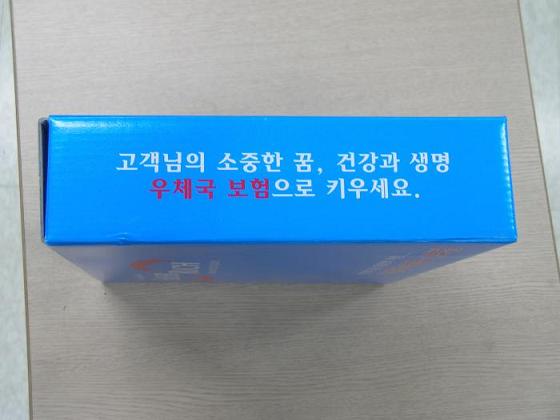 고객님의 소중한 꿈, 건강과 생명
우체국 보험으로 키우세요.